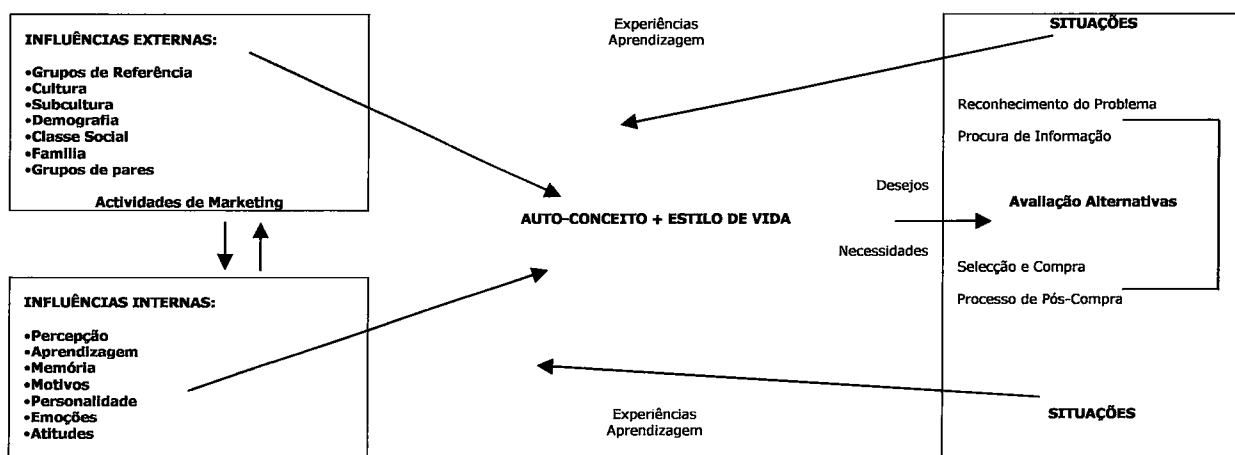 INFLUÊNCIAS EXTERNAS:
•Grupos de Referência
•Cultura
•Subcultura
•Demografia
•Classe Social
•Família
•Grupos de pares
Actividades de Marketing
INFLUÊNCIAS INTERNAS:
•Percepção
•Aprendizagem
•Memória
•Motivos
•Personalidade
•Emoções
•Atitudes
Experiências
Aprendizagem
AUTO-CONCEITO + ESTILO DE VIDA
Experiências
Aprendizagem
Desejos
Necessidades
SITUAÇÕES
Reconhecimento do Problema
Procura de Informação
Avaliação Alternativas
Selecção e Compra
Processo de Pós-Compra
SITUAÇÕES